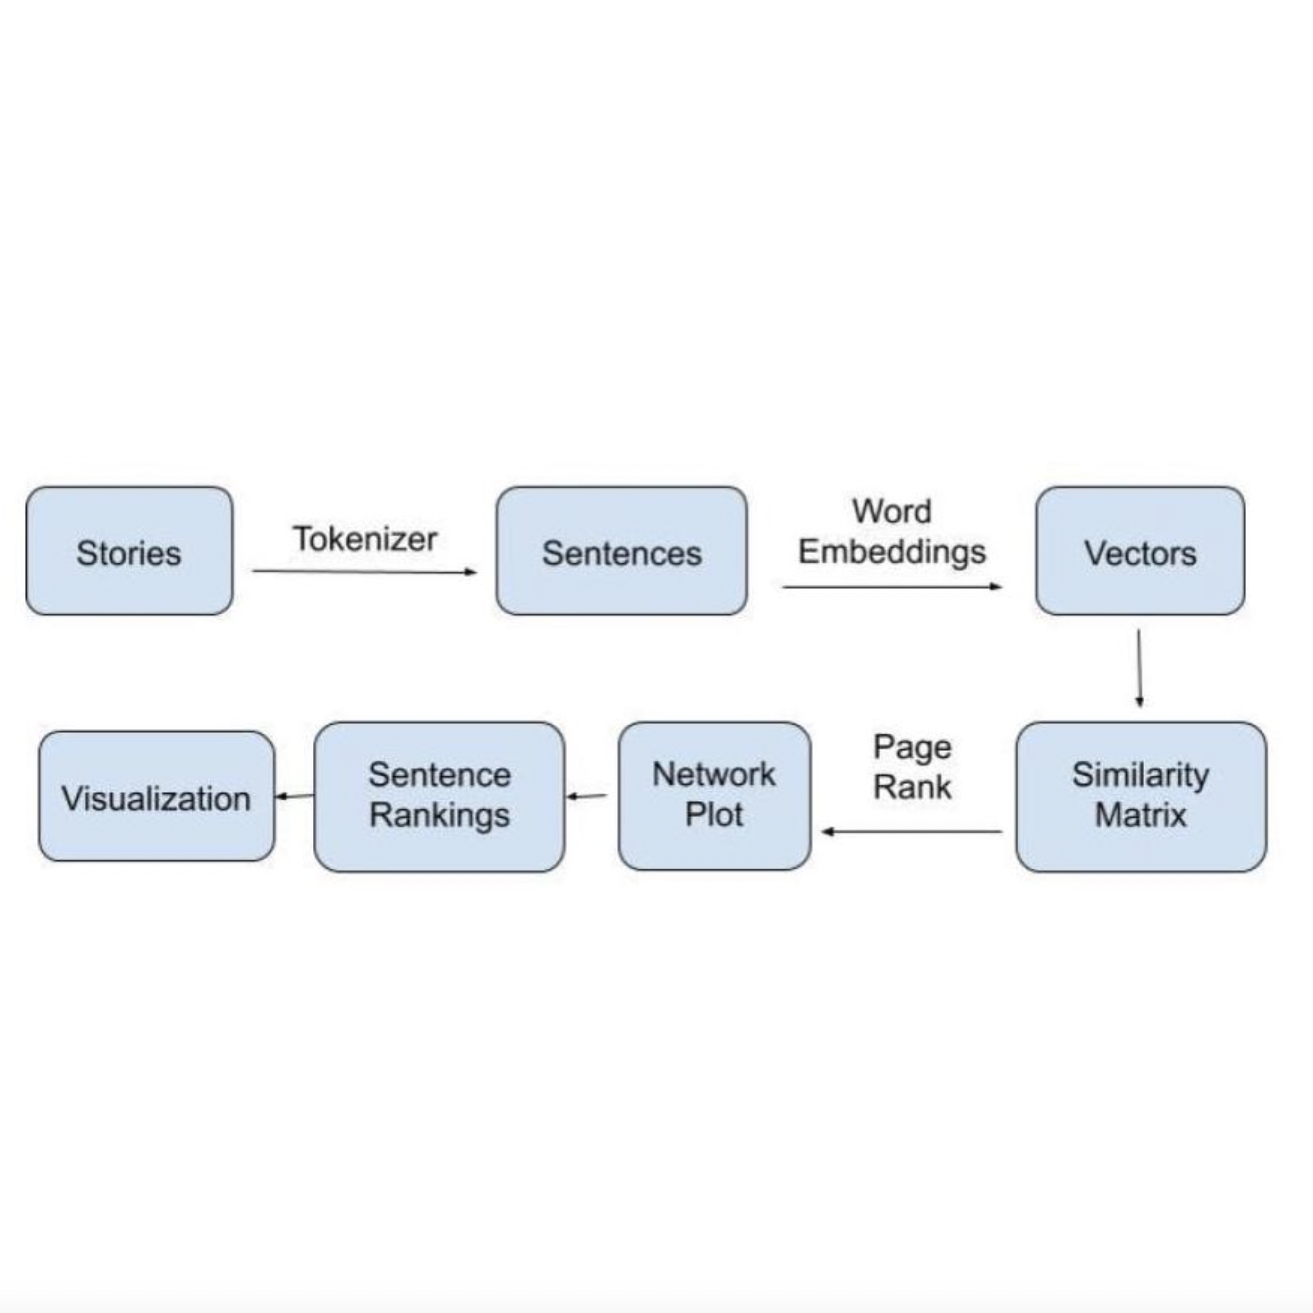 Stories
Tokenizer
Sentences
Word
Embeddings
Vectors
Similarity
Matrix
Page
Rank
Network
Plot
Sentence
Rankings
Visualization